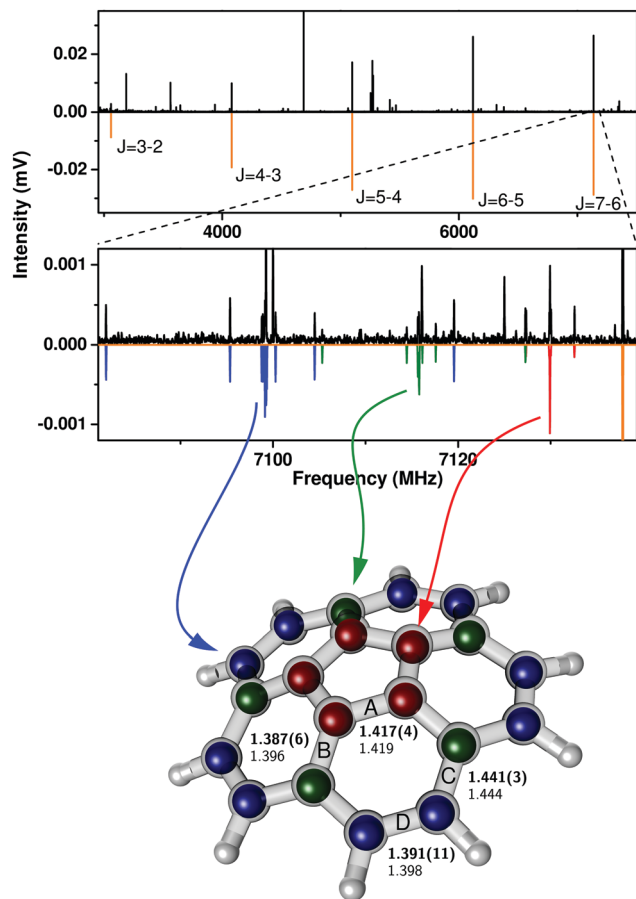 0.02
0.00
-0.02
J=3-2
J=4-3
J=5-4
J=6-5
J=7-6
4000
6000
Intensity (mV)
0.001
0.000
-0.001
7100
7120
Frequency (MHz)
A
1.387(6)
1.396
B
1.417(4)
1.419
C
1.441(3)
1.444
D
1.391(11)
1.398